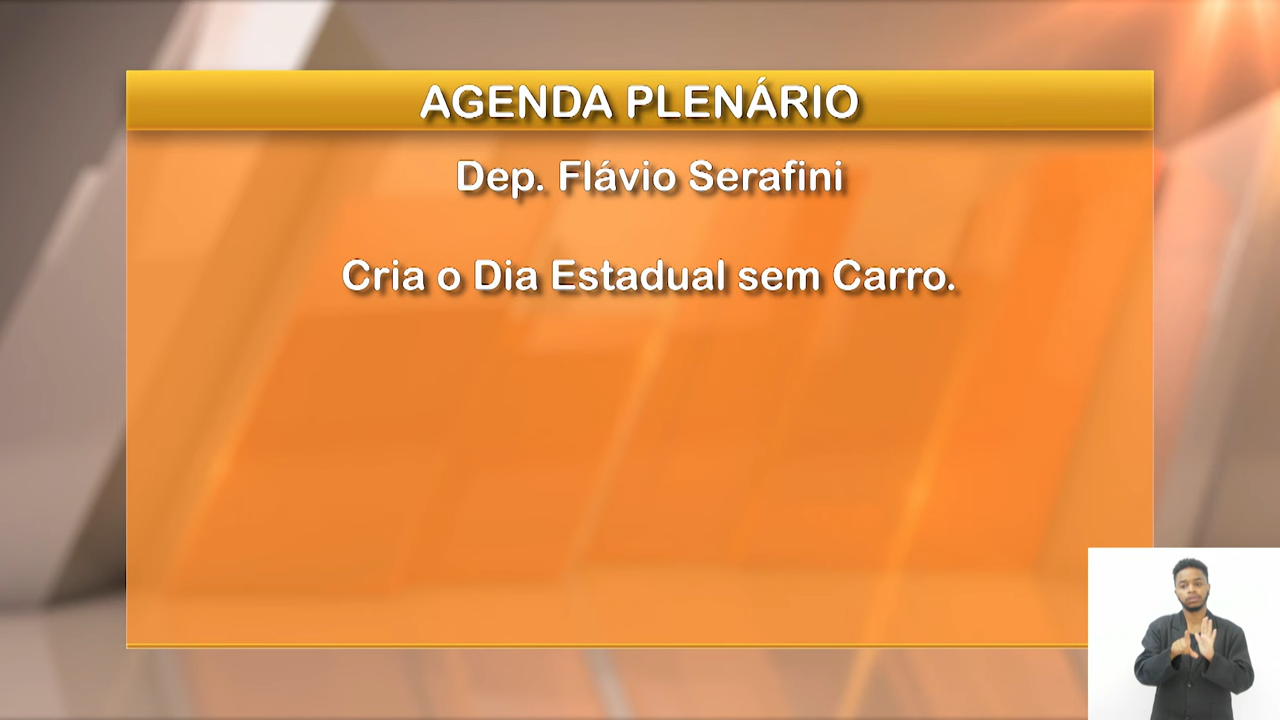 AGENDA PLENÁRIO
Dep. Flávio Serafini
Cria o Dia Estadual sem Carro.